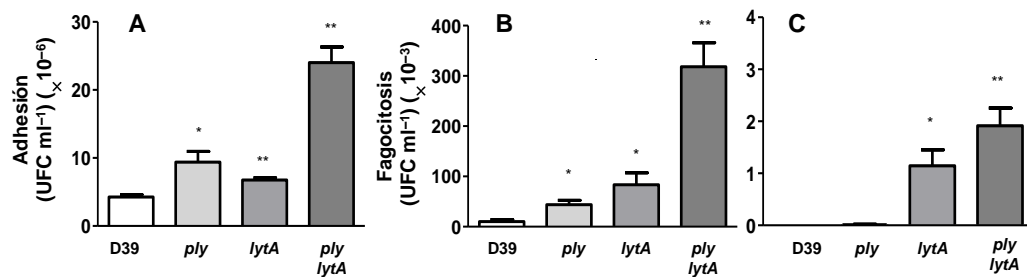 A
Adhesión
(UFC ml⁻¹) (× 10⁻⁶)
30
20
10
0
*
**
**
D39
ply
lytA
ply
lytA
B
Fagocitosis
(UFC ml⁻¹) (× 10⁻³)
400
300
200
100
0
*
*
**
D39
ply
lytA
ply
lytA
C
4
3
2
1
0
*
**
D39
ply
lytA
ply
lytA